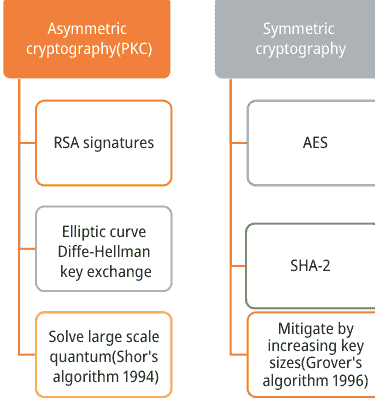 Asymmetric
cryptography(PKC)
RSA signatures
Elliptic curve
Diffe-Hellman
key exchange
Solve large scale
quantum(Shor's
algorithm 1994)
Symmetric
cryptography
AES
SHA-2
Mitigate by
increasing key
sizes(Grover's
algorithm 1996)